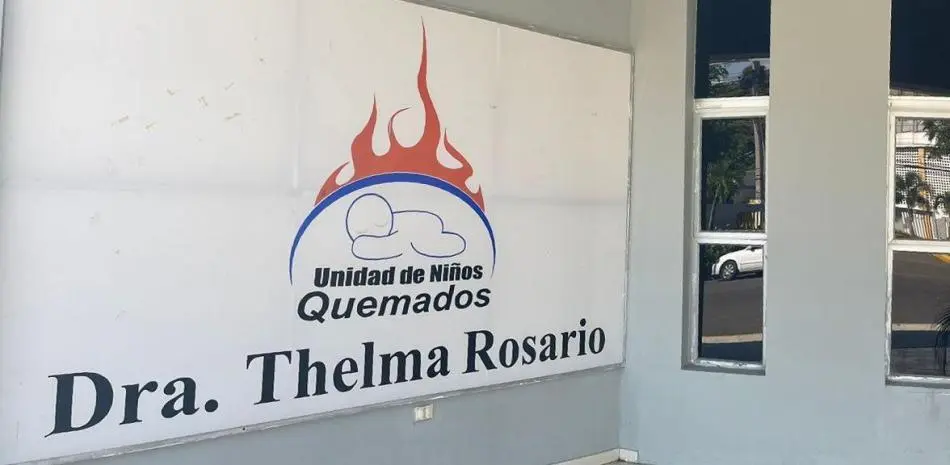 Unidad de Niños
Quemados
Dra. Thelma Rosario